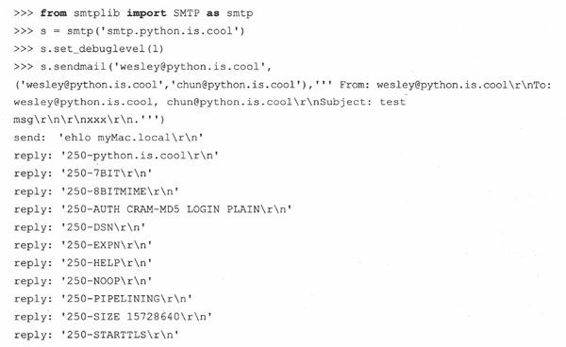 >>> from smtplib import SMTP as smtp
>>> s = smtp('smtp.python.is.cool')
>>> s.set_debuglevel(1)
>>> s.sendmail('wesley@python.is.cool',
('wesley@python.is.cool','chun@python.is.cool'),''' From: wesley@python.is.cool\r\nTo:
wesley@python.is.cool, chun@python.is.cool\r\nSubject: test
msg\r\n\r\nxxx\r\n.''')
send: 'ehlo myMac.local\r\n'
reply: '250-python.is.cool\r\n'
reply: '250-7BIT\r\n'
reply: '250-8BITMIME\r\n'
reply: '250-AUTH CRAM-MD5 LOGIN PLAIN\r\n'
reply: '250-DSN\r\n'
reply: '250-EXPN\r\n'
reply: '250-HELP\r\n'
reply: '250-NOOP\r\n'
reply: '250-PIPELINING\r\n'
reply: '250-SIZE 15728640\r\n'
reply: '250-STARTTLS\r\n'